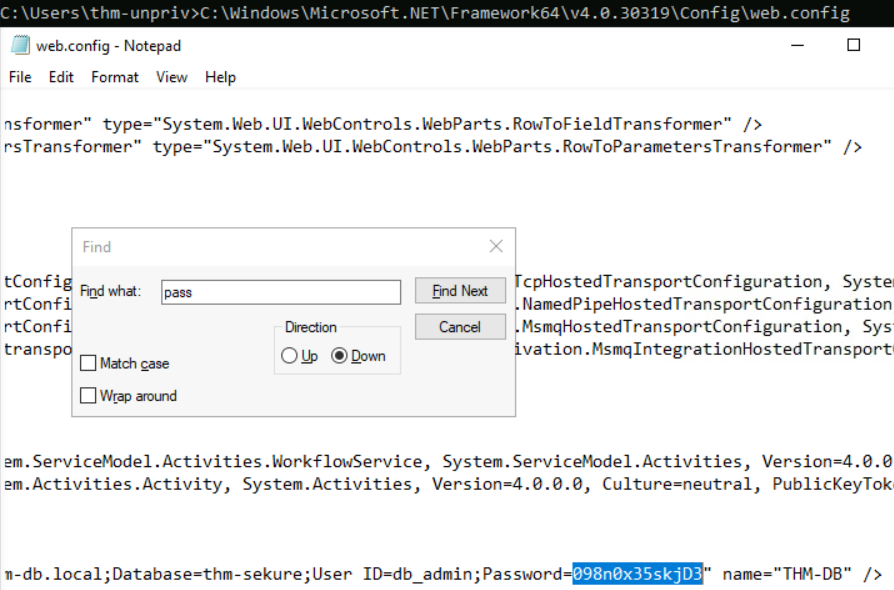 C:\Users\thm-unpriv>C:\Windows\Microsoft.NET\Framework64\v4.0.30319\Config\web.config
web.config - Notepad
File Edit Format View Help
nsformer" type="System.Web.UI.WebControls.WebParts.RowToFieldTransformer" />
rsTransformer" type="System.Web.UI.WebControls.WebParts.RowToParametersTransformer" />
Find
tConfig TcpHostedTransportConfiguration, Syste
Find what: pass Find Next
rtConfi .NamedPipeHostedTransportConfiguration
rtConfi .MsmqHostedTransportConfiguration, Sys
Direction Cancel
transpo ivation.MsmqIntegrationHostedTransport
Up Down
Match case
Wrap around
em.ServiceModel.Activities.WorkflowService, System.ServiceModel.Activities, Version=4.0.0
em.Activities.Activity, System.Activities, Version=4.0.0.0, Culture=neutral, PublicKeyTok
m-db.local;Database=thm-sekure;User ID=db_admin;Password=098n0x35skjD3" name="THM-DB" />